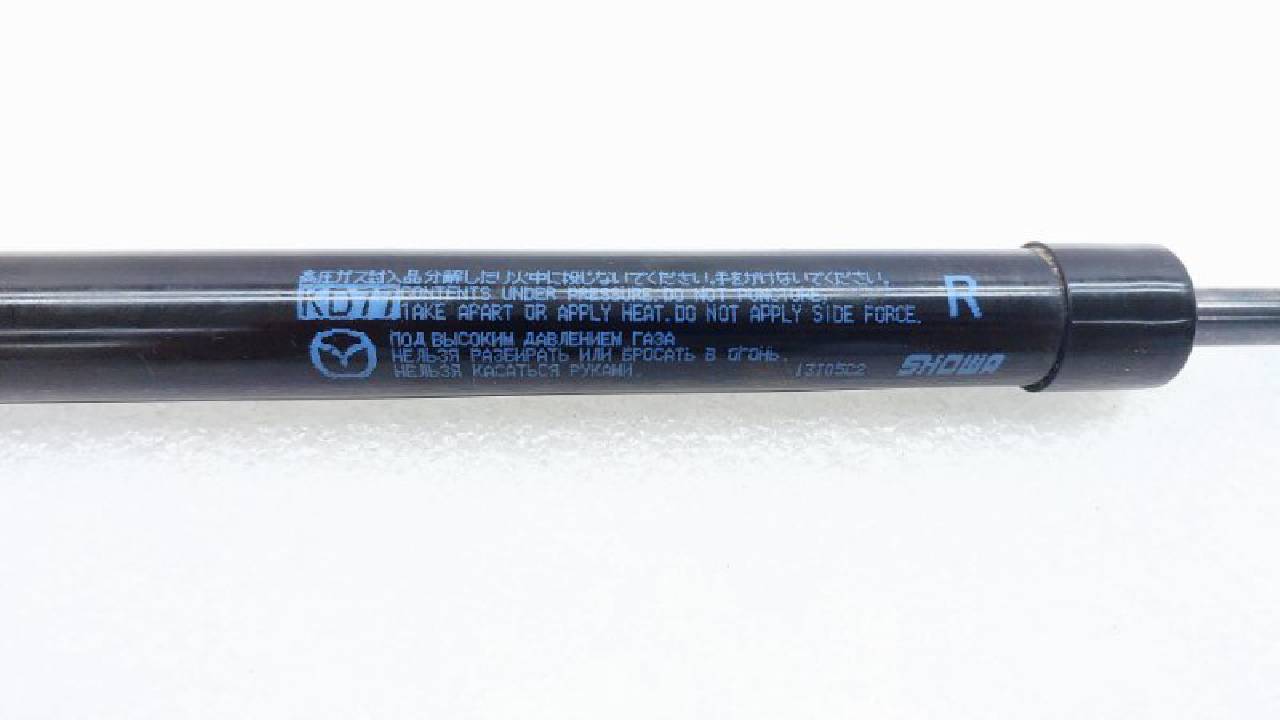 高圧ガス封入品分解したり火中に投じないでください.手を掛けないでください.
KD77 CONTENTS UNDER PRESSURE.DO NOT PUNCTURE.
TAKE APART OR APPLY HEAT.DO NOT APPLY SIDE FORCE.
R
ПОД ВЫСОКИМ ДАВЛЕНИЕМ ГАЗА
НЕЛЬЗЯ РАЗБИРАТЬ ИЛИ БРОСАТЬ В ОГОНЬ.
НЕЛЬЗЯ КАСАТЬСЯ РУКАМИ.
SHOWA